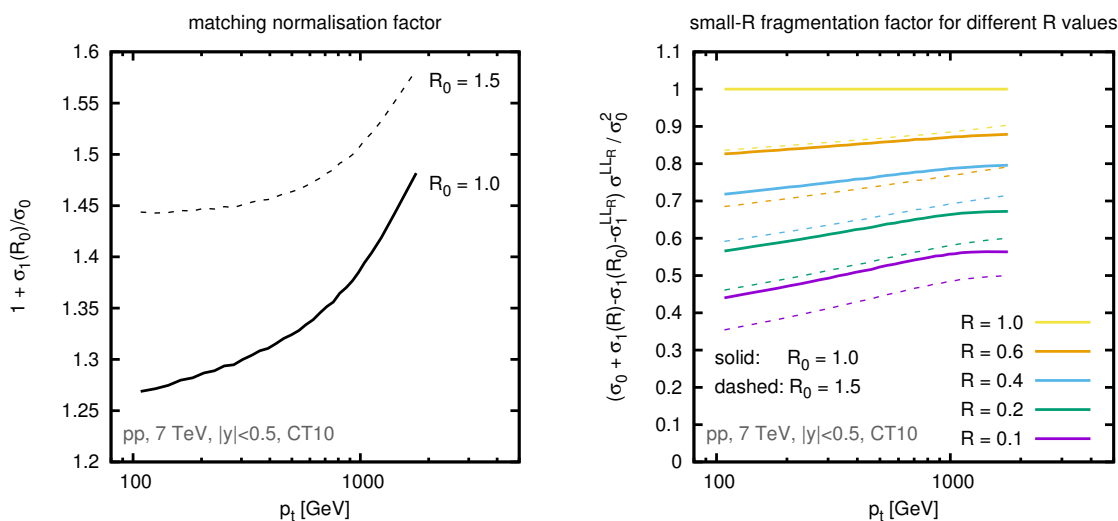 matching normalisation factor
1 + σ₁(R₀)/σ₀
1.6
1.55
1.5
1.45
1.4
1.35
1.3
1.25
1.2
R₀ = 1.5
R₀ = 1.0
pp, 7 TeV, |y|<0.5, CT10
100
1000
pₜ [GeV]
small-R fragmentation factor for different R values
(σ₀ + σ₁(R)-σ₁(R₀)-σ₁^{LL_R}) σ^{LL_R} / σ₀²
1
0.9
0.8
0.7
0.6
0.5
0.4
0.3
0.2
0.1
0
R = 1.0
R = 0.6
R = 0.4
R = 0.2
R = 0.1
solid: R₀ = 1.0
dashed: R₀ = 1.5
pp, 7 TeV, |y|<0.5, CT10
100
1000
pₜ [GeV]